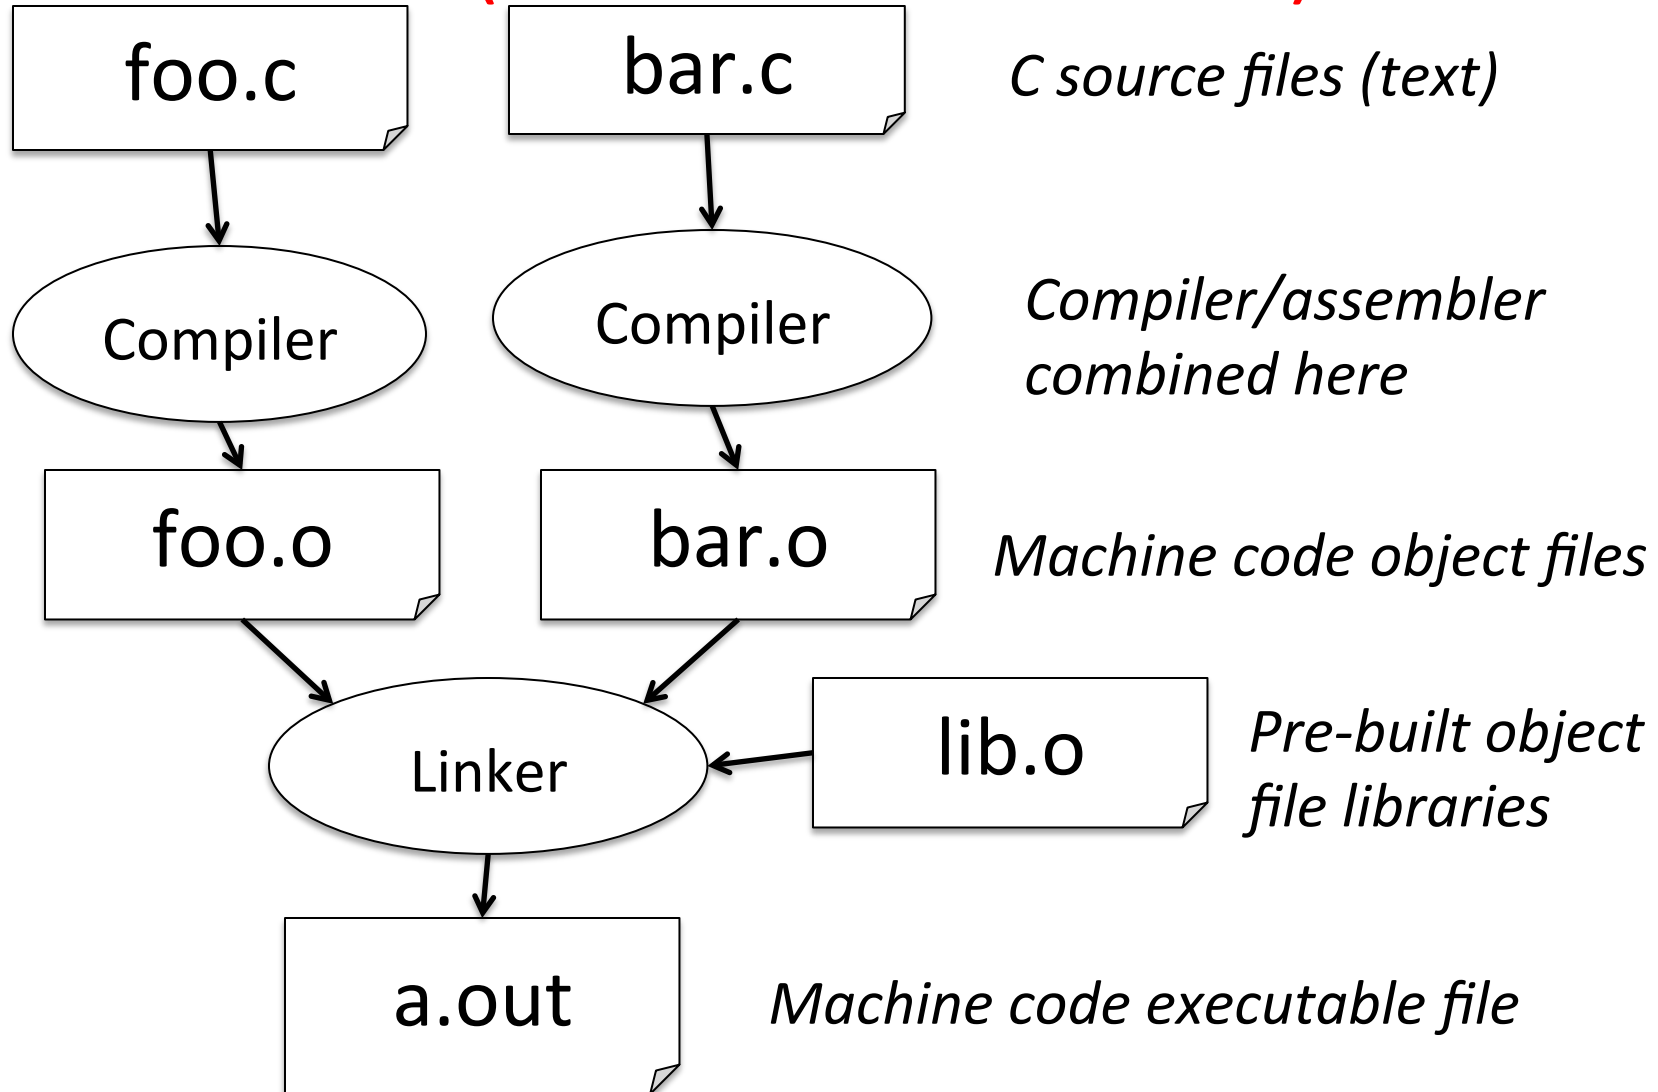 foo.c
bar.c
C source files (text)
Compiler
Compiler
Compiler/assembler
combined here
foo.o
bar.o
Machine code object files
Linker
lib.o
Pre-built object
file libraries
a.out
Machine code executable file